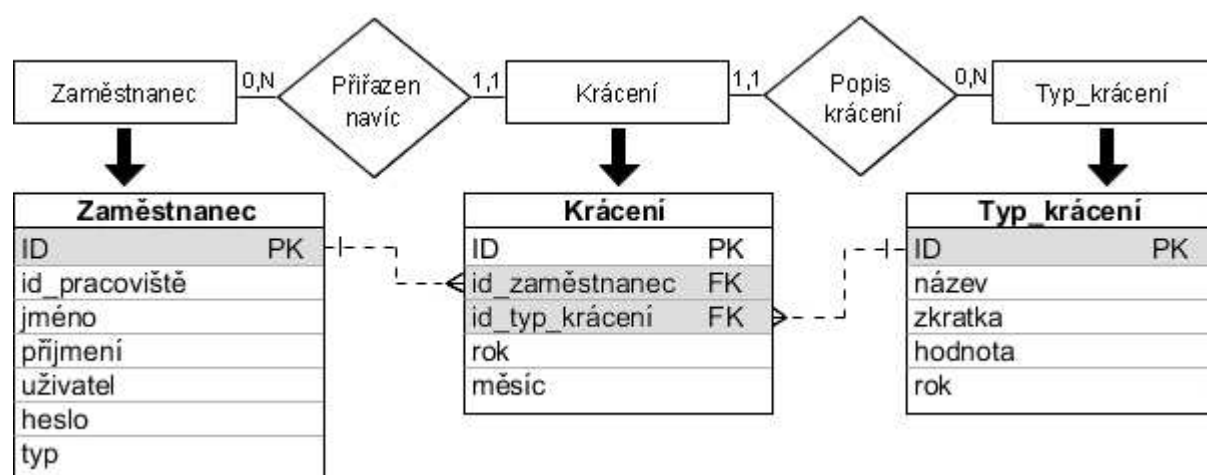 Zaměstnanec
0,N
Přiřazen
navíc
1,1
Krácení
1,1
Popis
krácení
0,N
Typ_krácení
Zaměstnanec
ID PK
id_pracoviště
jméno
příjmení
uživatel
heslo
typ
Krácení
ID PK
id_zaměstnanec FK
id_typ_krácení FK
rok
měsíc
Typ_krácení
ID PK
název
zkratka
hodnota
rok